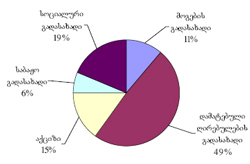 სოციალური
გადასახადი
19%
მოგების
გადასახადი
11%
საბაჟო
გადასახადი
6%
აქციზი
15%
დამატებული
ღირებულების
გადასახადი
49%